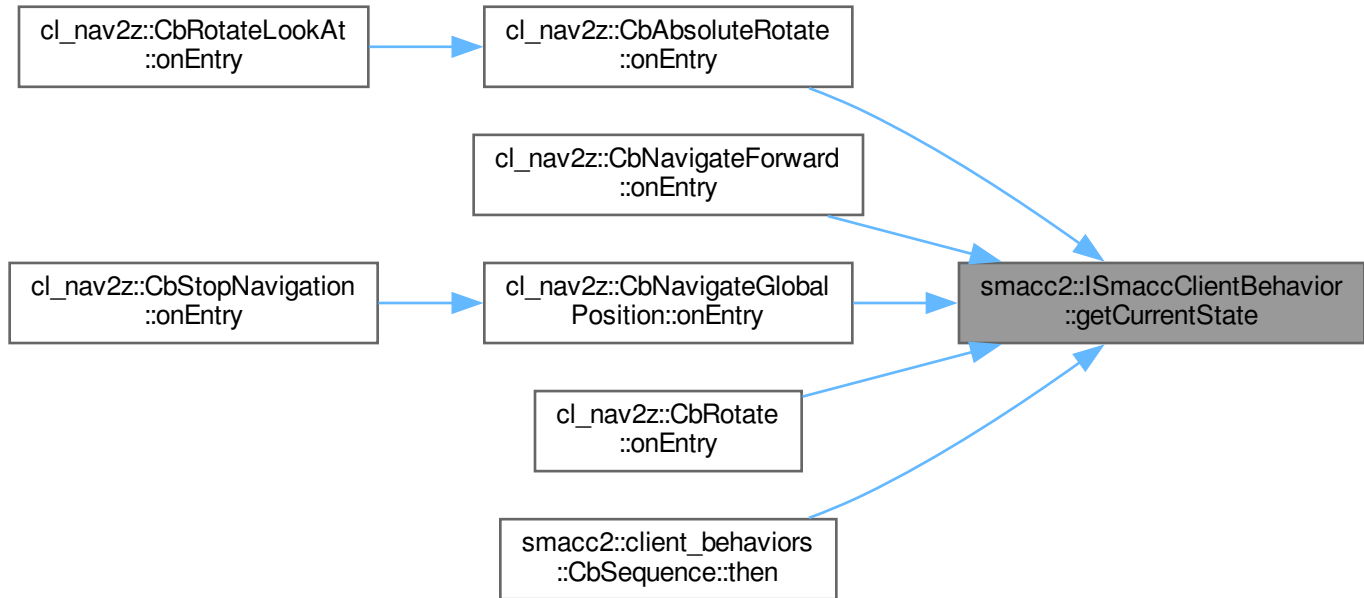 cl_nav2z::CbRotateLookAt
::onEntry
cl_nav2z::CbAbsoluteRotate
::onEntry
cl_nav2z::CbNavigateForward
::onEntry
cl_nav2z::CbStopNavigation
::onEntry
cl_nav2z::CbNavigateGlobal
Position::onEntry
smacc2::ISmaccClientBehavior
::getCurrentState
cl_nav2z::CbRotate
::onEntry
smacc2::client_behaviors
::CbSequence::then